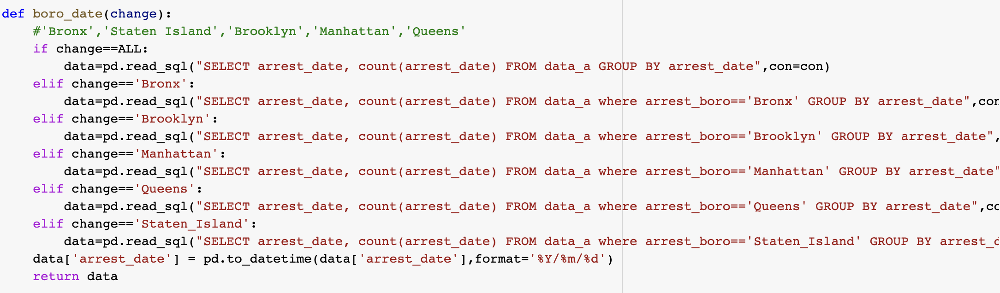 def boro_date(change):
    #'Bronx','Staten Island','Brooklyn','Manhattan','Queens'
    if change==ALL:
        data=pd.read_sql("SELECT arrest_date, count(arrest_date) FROM data_a GROUP BY arrest_date",con=con)
    elif change=='Bronx':
        data=pd.read_sql("SELECT arrest_date, count(arrest_date) FROM data_a where arrest_boro=='Bronx' GROUP BY arrest_date",con
    elif change=='Brooklyn':
        data=pd.read_sql("SELECT arrest_date, count(arrest_date) FROM data_a where arrest_boro=='Brooklyn' GROUP BY arrest_date",
    elif change=='Manhattan':
        data=pd.read_sql("SELECT arrest_date, count(arrest_date) FROM data_a where arrest_boro=='Manhattan' GROUP BY arrest_date"
    elif change=='Queens':
        data=pd.read_sql("SELECT arrest_date, count(arrest_date) FROM data_a where arrest_boro=='Queens' GROUP BY arrest_date",co
    elif change=='Staten_Island':
        data=pd.read_sql("SELECT arrest_date, count(arrest_date) FROM data_a where arrest_boro=='Staten_Island' GROUP BY arrest_d
    data['arrest_date'] = pd.to_datetime(data['arrest_date'],format='%Y/%m/%d')
    return data